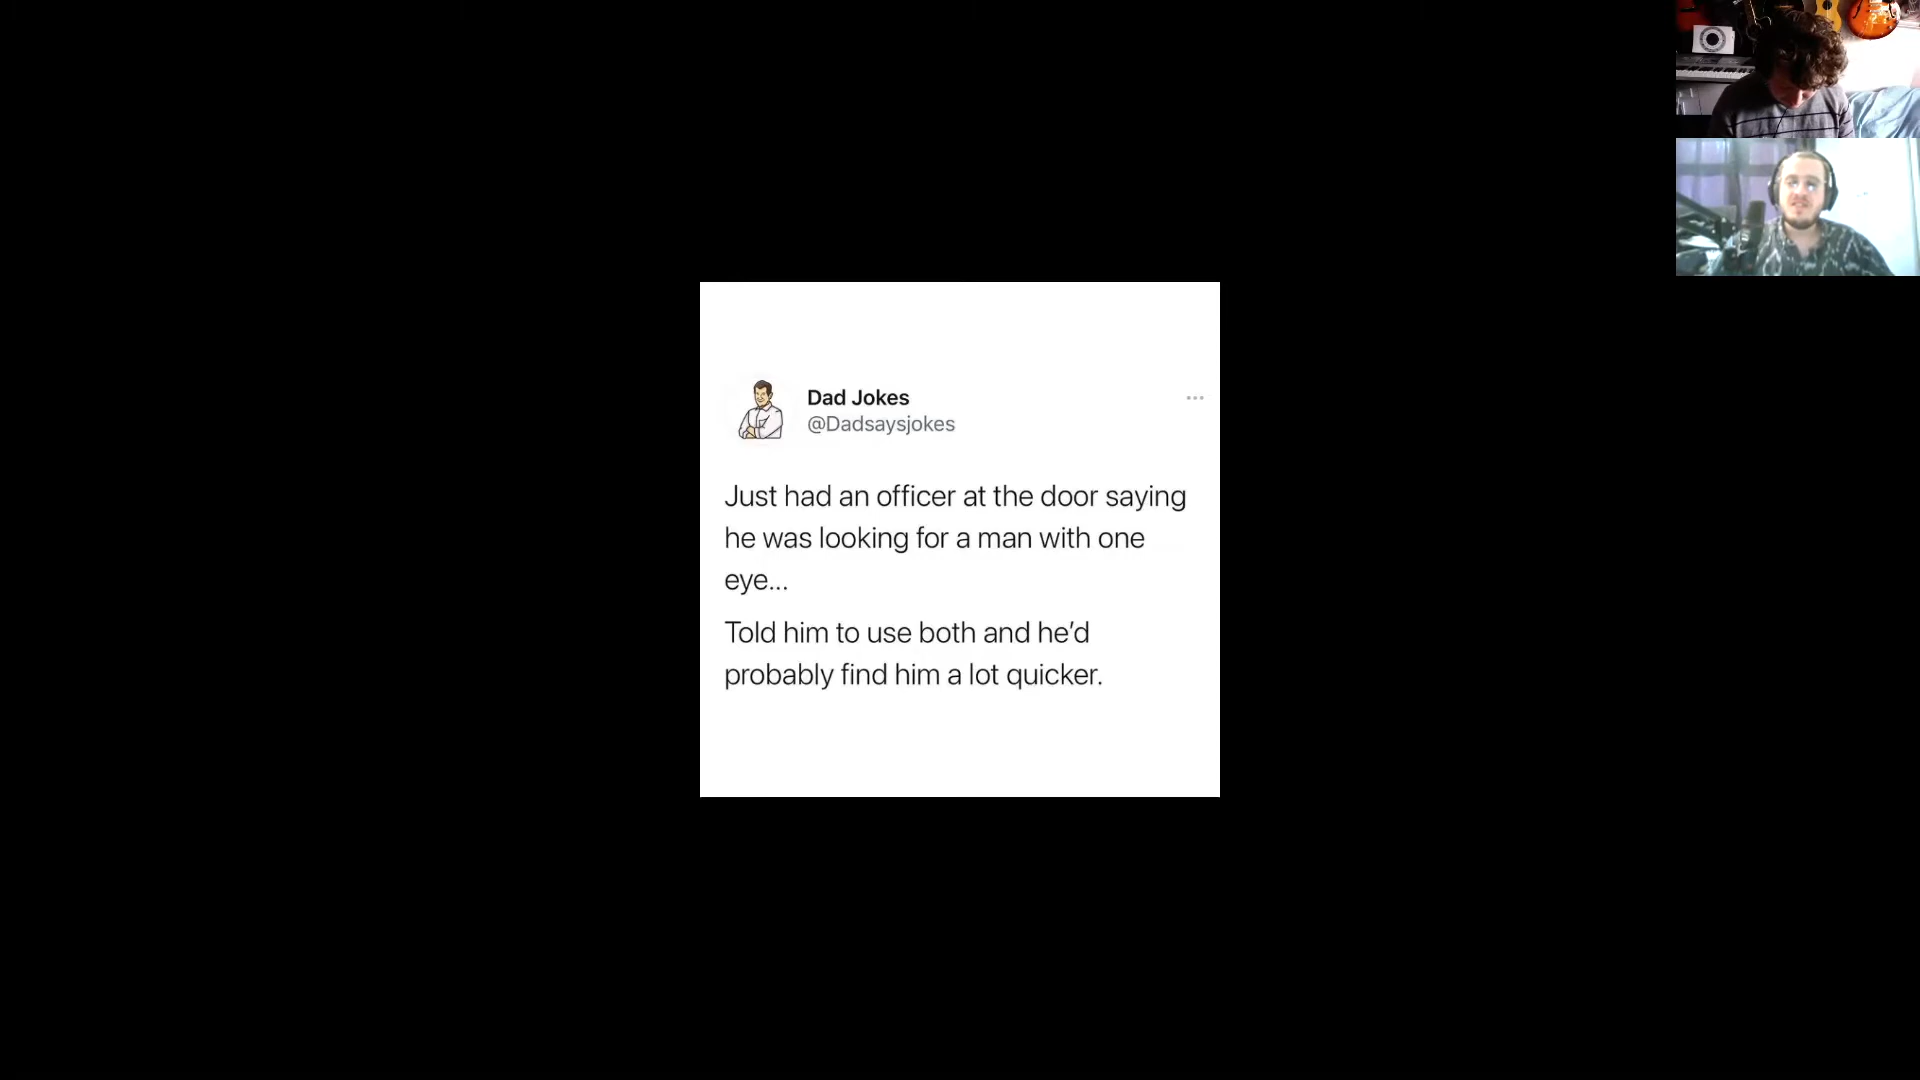 Dad Jokes
@Dadsaysjokes
Just had an officer at the door saying
he was looking for a man with one
eye...
Told him to use both and he’d
probably find him a lot quicker.